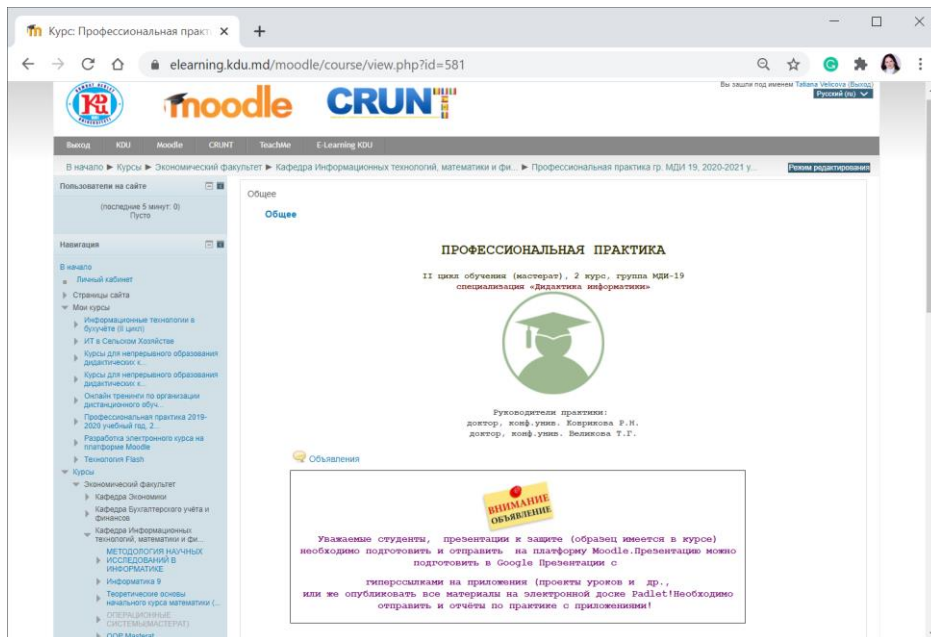 Курс: Профессиональная практ
elearning.kdu.md/moodle/course/view.php?id=581
Вы зашли под именем Tatiana Velicova (Выход)
Русский (ru)
moodle
CRUNT
Выход KDU Moodle CRUNT TeachMe E-Learning KDU
В начало ► Курсы ► Экономический факультет ► Кафедра Информационных технологий, математики и фи... ► Профессиональная практика гр. МДИ 19, 2020-2021 у...
Режим редактирования
Пользователи на сайте
(последние 5 минут: 0)
Пусто
Навигация
В начало
Личный кабинет
Страницы сайта
Мои курсы
Информационные технологии в
бухучёте (II цикл)
ИТ в Сельском Хозяйстве
Курсы для непрерывного образования
дидактических к...
Курсы для непрерывного образования
дидактических к...
Онлайн тренинги по организации
дистанционного обуч...
Профессиональная практика 2019-
2020 учебный год, 2...
Разработка электронного курса на
платформе Moodle
Технология Flash
Курсы
Экономический факультет
Кафедра Экономики
Кафедра Бухгалтерского учёта и
финансов
Кафедра Информационных
технологий, математики и фи...
МЕТОДОЛОГИЯ НАУЧНЫХ
ИССЛЕДОВАНИЙ В
ИНФОРМАТИКЕ
Информатика 9
Теоретические основы
начального курса математики (...
ОПЕРАЦИОННЫЕ
СИСТЕМЫ(МАСТЕРАТ)
OOP Masterat
Общее
Общее
ПРОФЕССИОНАЛЬНАЯ ПРАКТИКА
II цикл обучения (мастерат), 2 курс, группа МДИ-19
специализация «Дидактика информатики»
Руководители практики:
доктор, конф.унив. Коврикова Р.Н.
доктор, конф.унив. Великова Т.Г.
Объявления
ВНИМАНИЕ
ОБЪЯВЛЕНИЕ
Уважаемые студенты, презентации к защите (образец имеется в курсе)
необходимо подготовить и отправить на платформу Moodle.Презентацию можно
подготовить в Google Презентации с
гиперссылками на приложения (проекты уроков и др.,
или же опубликовать все материалы на электронной доске Padlet!Необходимо
отправить и отчёты по практике с приложениями!